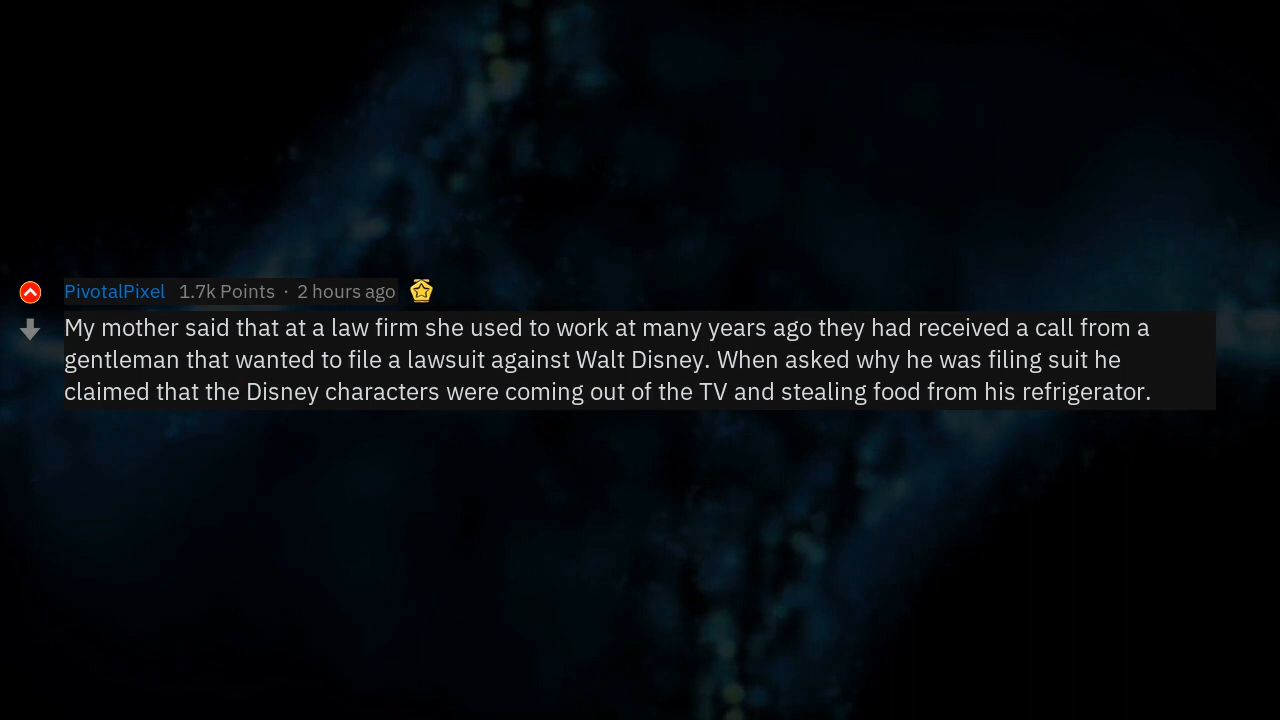 PivotalPixel 1.7k Points · 2 hours ago
My mother said that at a law firm she used to work at many years ago they had received a call from a
gentleman that wanted to file a lawsuit against Walt Disney. When asked why he was filing suit he
claimed that the Disney characters were coming out of the TV and stealing food from his refrigerator.